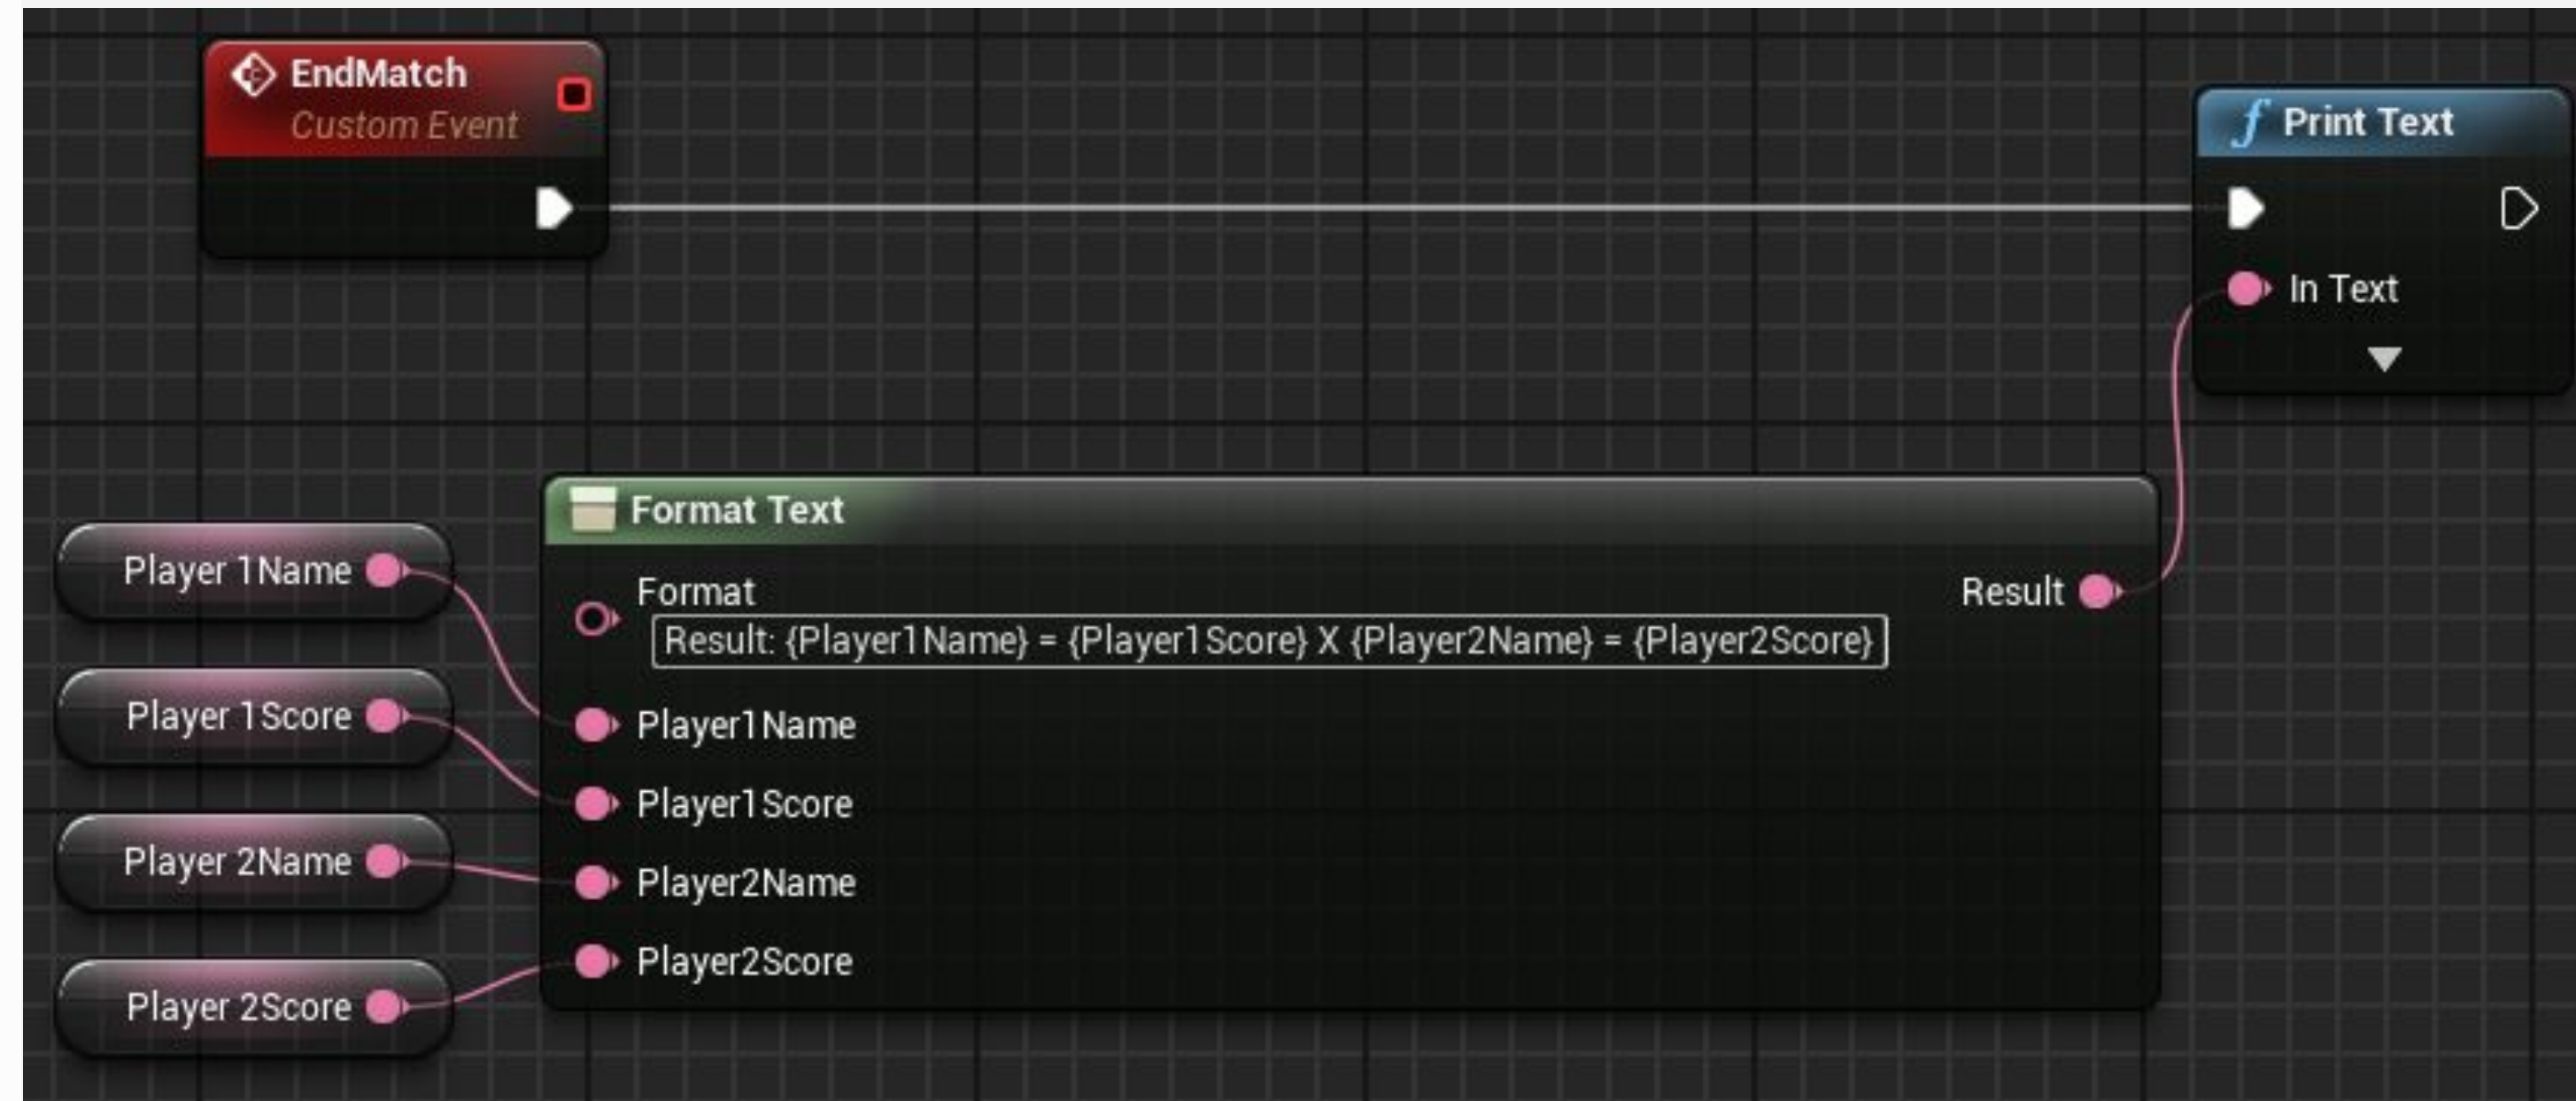 EndMatch
Custom Event
Print Text
In Text
Format Text
Format
Result: {Player1Name} = {Player1Score} X {Player2Name} = {Player2Score}
Result
Player 1Name
Player 1Score
Player 2Name
Player 2Score
Player1Name
Player1Score
Player2Name
Player2Score